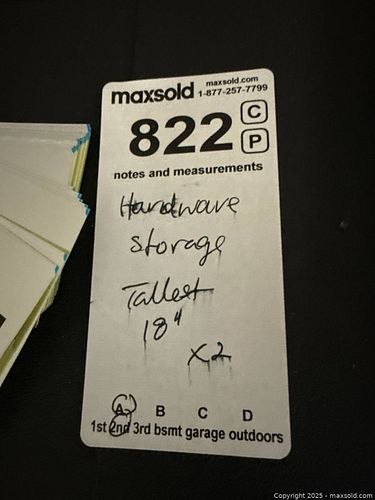 maxsold maxsold.com
1-877-257-7799
822 C
P
notes and measurements
Hardware
Storage
Tallest
18"
x2
A B C D
1st 2nd 3rd bsmt garage outdoors
Copyright 2025 - maxsold.com